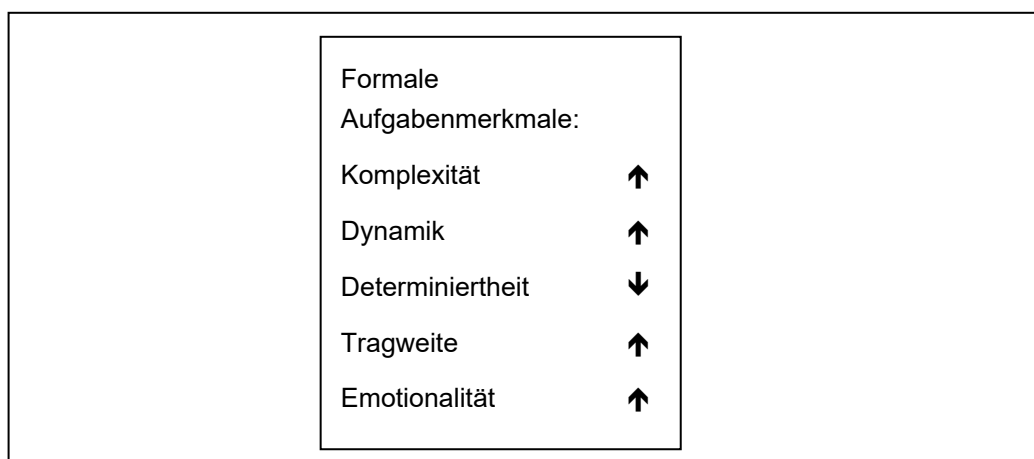 Formale
Aufgabenmerkmale:
Komplexität ↑
Dynamik ↑
Determiniertheit ↓
Tragweite ↑
Emotionalität ↑